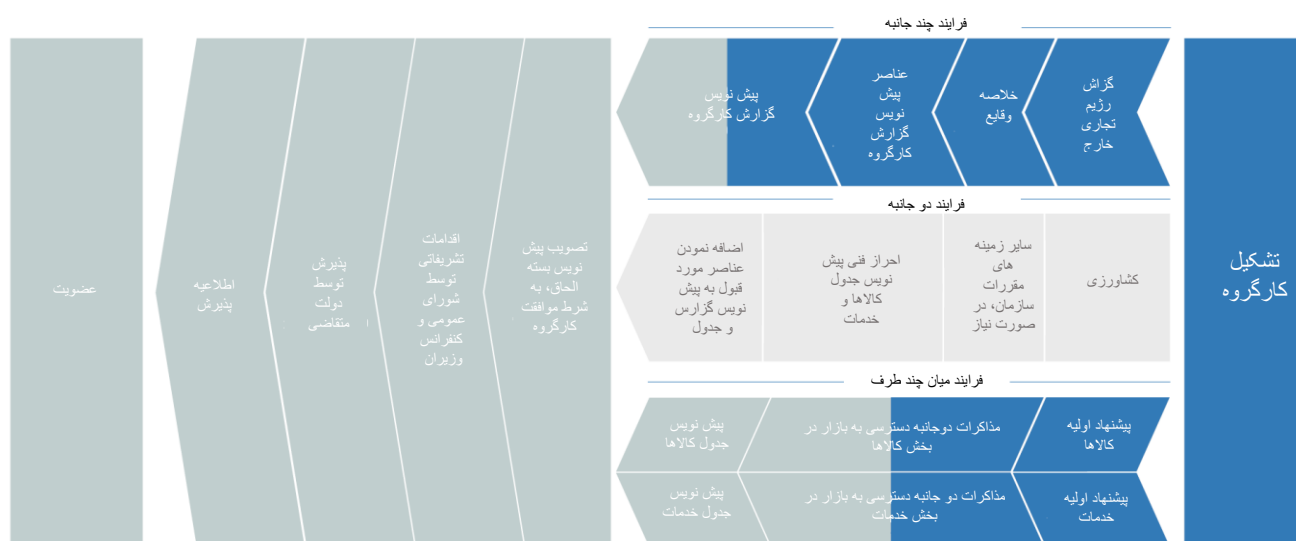 تشکیل
کارگروه
فرایند چند جانبه
گزاش
رژیم
تجاری
خارج
خلاصه
وقایع
عناصر
پیش
نویس
گزارش
کارگروه
پیش نویس
گزارش کارگروه
فرایند دو جانبه
کشاورزی
سایر زمینه
های
مقررات
سازمان، در
صورت نیاز
احراز فنی پیش
نویس جدول
کالاها و
خدمات
اضافه نمودن
عناصر مورد
قبول به پیش
نویس گزارس
و جدول
فرایند میان چند طرف
پیشنهاد اولیه
کالاها
مذاکرات دوجانبه دسترسی به بازار در
بخش کالاها
پیش نویس
جدول کالاها
پیشنهاد اولیه
خدمات
مذاکرات دو جانبه دسترسی به بازار در
بخش خدمات
پیش نویس
جدول خدمات
تصویب پیش
نویس بسته
الحاق، به
شرط موافقت
کارگروه
اقدامات
تشریفاتی
توسط
شورای
عمومی و
کنفرانس
وزیران
پذیرش
توسط
دولت
متقاضی
اطلاعیه
پذیرش
عضویت